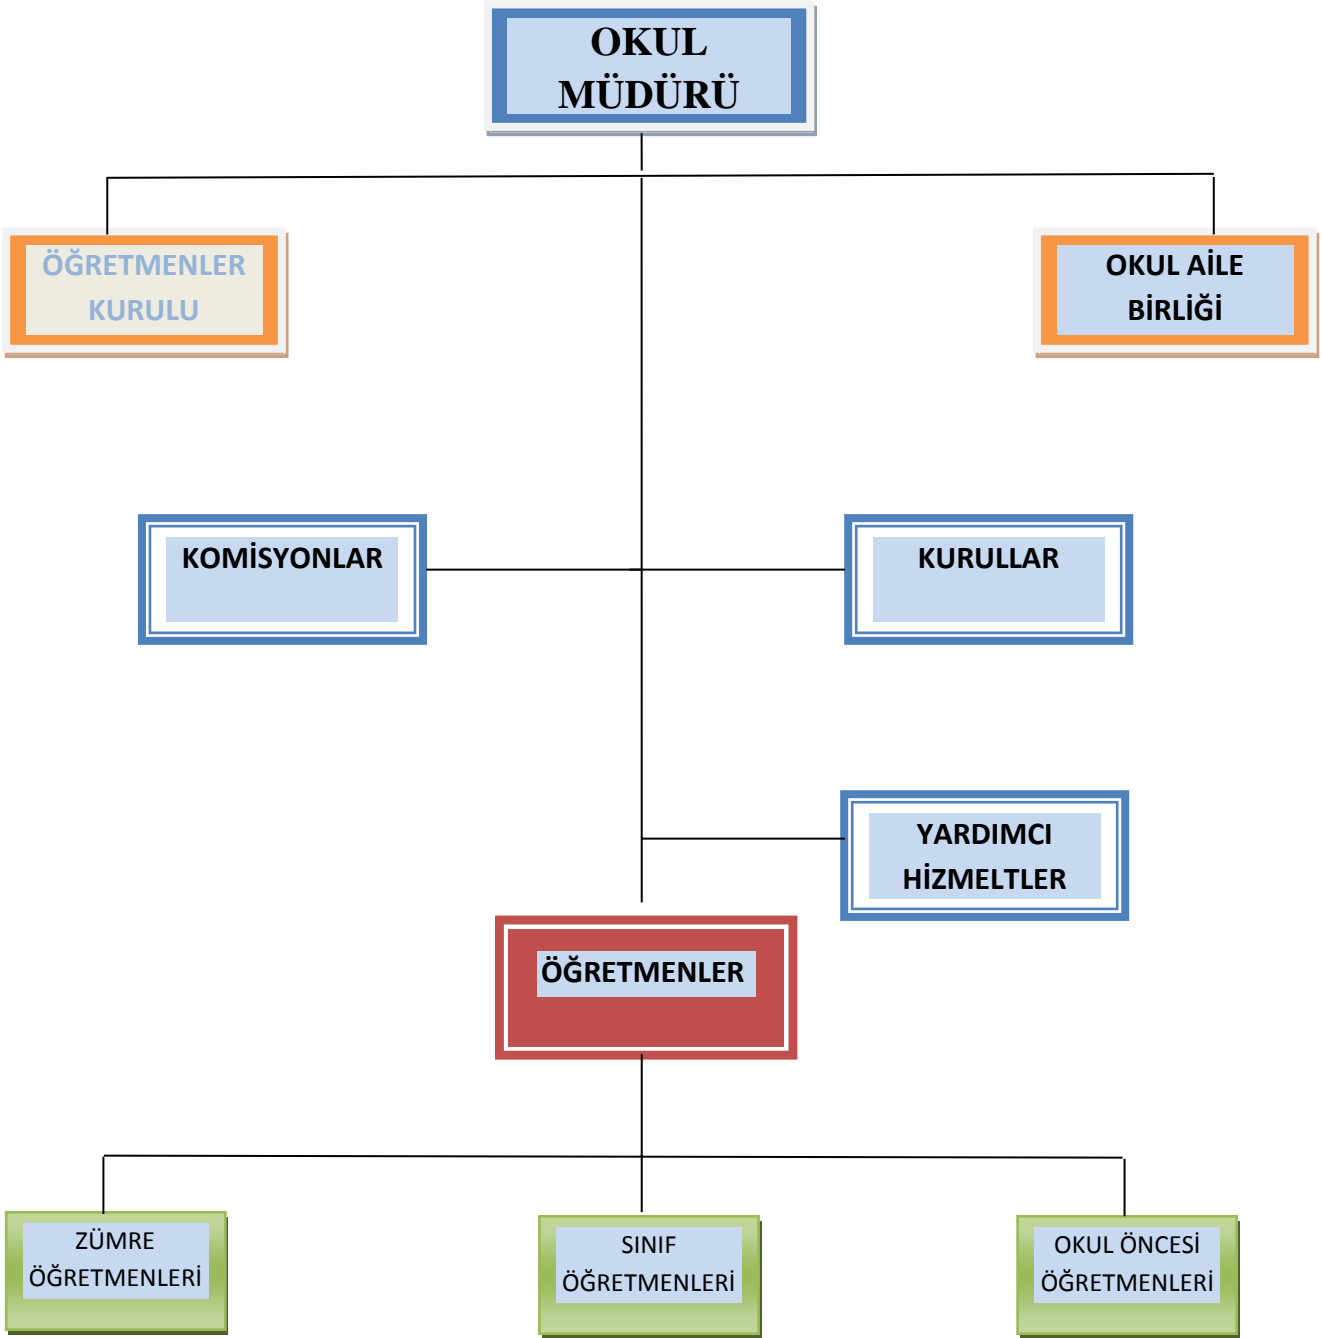 OKUL
MÜDÜRÜ
ÖĞRETMENLER
KURULU
OKUL AİLE
BİRLİĞİ
KOMİSYONLAR
KURULLAR
YARDIMCI
HİZMELTLER
ÖĞRETMENLER
ZÜMRE
ÖĞRETMENLERİ
SINIF
ÖĞRETMENLERİ
OKUL ÖNCESİ
ÖĞRETMENLERİ